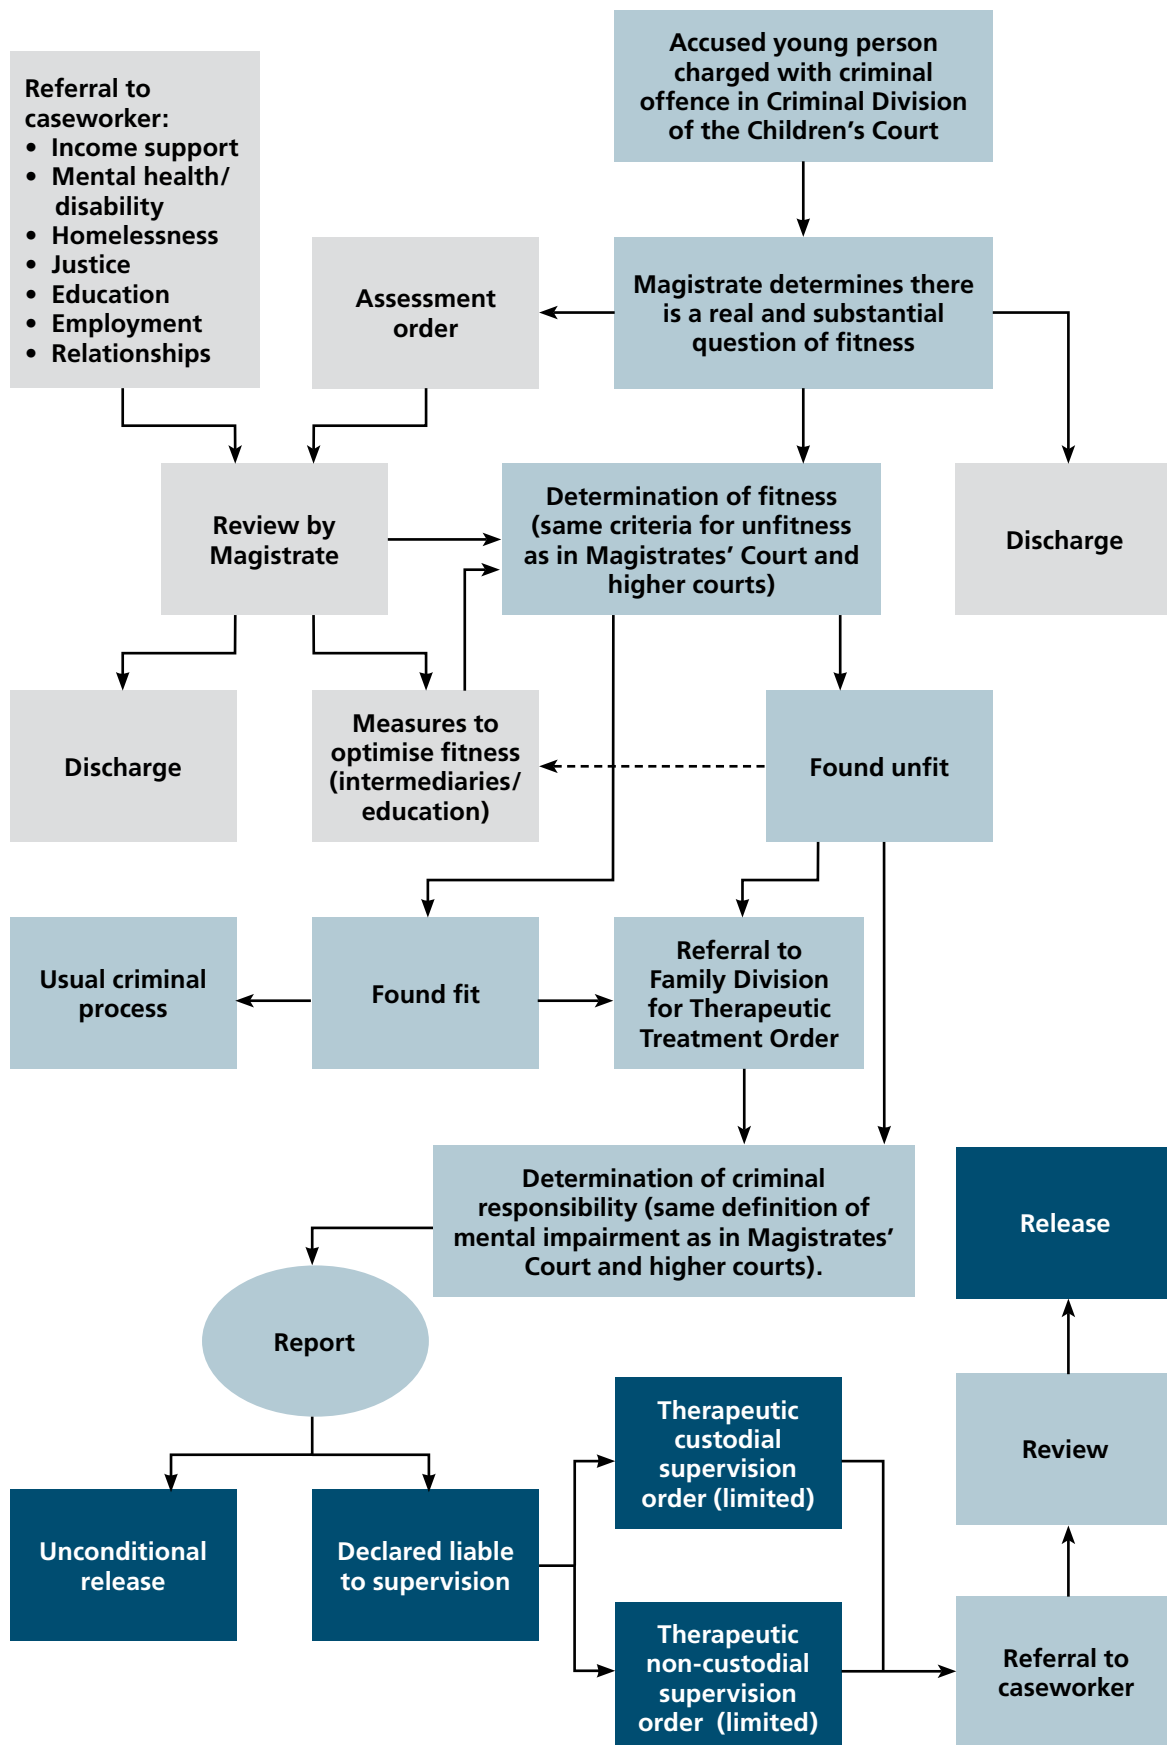 Accused young person
charged with criminal
offence in Criminal Division
of the Children’s Court
Referral to
caseworker:
• Income support
• Mental health/
disability
• Homelessness
• Justice
• Education
• Employment
• Relationships
Assessment
order
Magistrate determines there
is a real and substantial
question of fitness
Review by
Magistrate
Determination of fitness
(same criteria for unfitness
as in Magistrates’ Court and
higher courts)
Discharge
Discharge
Measures to
optimise fitness
(intermediaries/
education)
Found unfit
Usual criminal
process
Found fit
Referral to
Family Division
for Therapeutic
Treatment Order
Determination of criminal
responsibility (same definition of
mental impairment as in Magistrates’
Court and higher courts).
Release
Report
Therapeutic
custodial
supervision
order (limited)
Review
Unconditional
release
Declared liable
to supervision
Therapeutic
non-custodial
supervision
order (limited)
Referral to
caseworker